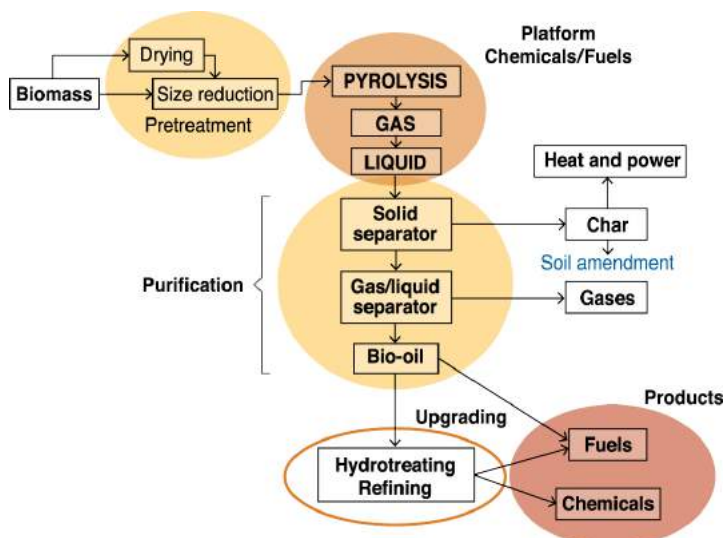 Platform
Chemicals/Fuels
Drying
Biomass
Size reduction
Pretreatment
PYROLYSIS
GAS
LIQUID
Heat and power
Solid
separator
Char
Soil amendment
Purification
Gas/liquid
separator
Gases
Bio-oil
Products
Upgrading
Fuels
Hydrotreating
Refining
Chemicals